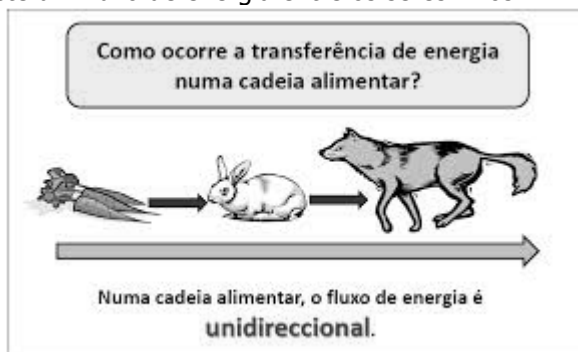 Como ocorre a transferência de energia
numa cadeia alimentar?
Numa cadeia alimentar, o fluxo de energia é
unidireccional.